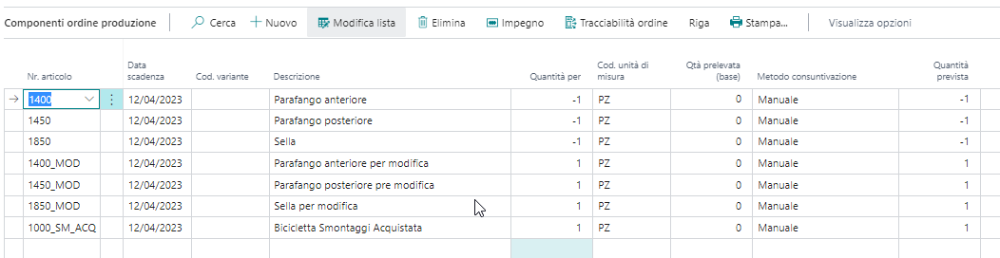 Componenti ordine produzione Cerca Nuovo Modifica lista Elimina Impegno Tracciabilità ordine Riga Stampa... Visualizza opzioni
Nr. articolo Data scadenza Cod. variante Descrizione Quantità per Cod. unità di misura Qtà prelevata (base) Metodo consuntivazione Quantità prevista
1400 12/04/2023 Parafango anteriore -1 PZ 0 Manuale -1
1450 12/04/2023 Parafango posteriore -1 PZ 0 Manuale -1
1850 12/04/2023 Sella -1 PZ 0 Manuale -1
1400_MOD 12/04/2023 Parafango anteriore per modifica 1 PZ 0 Manuale 1
1450_MOD 12/04/2023 Parafango posteriore pre modifica 1 PZ 0 Manuale 1
1850_MOD 12/04/2023 Sella per modifica 1 PZ 0 Manuale 1
1000_SM_ACQ 12/04/2023 Bicicletta Smontaggi Acquistata 1 PZ 0 Manuale 1